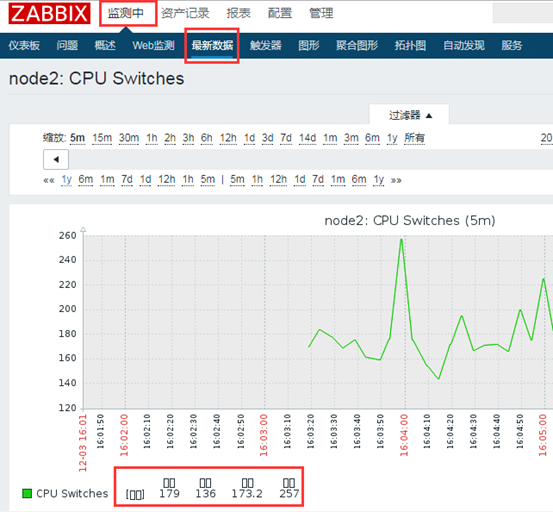 ZABBIX 监测中 资产记录 报表 配置 管理
仪表板 问题 概述 Web监测 最新数据 触发器 图形 聚合图形 拓扑图 自动发现 服务
node2: CPU Switches
过滤器 ▲
缩放: 5m 15m 30m 1h 2h 3h 6h 12h 1d 3d 7d 14d 1m 3m 6m 1y 所有 20
«« 1y 6m 1m 7d 1d 12h 1h 5m | 5m 1h 12h 1d 7d 1m 6m 1y »»
node2: CPU Switches (5m)
260
240
220
200
180
160
140
120
12-03 16:01 16:01:50 16:02:00 16:02:10 16:02:20 16:02:30 16:02:40 16:02:50 16:03:00 16:03:10 16:03:20 16:03:30 16:03:40 16:03:50 16:04:00 16:04:10 16:04:20 16:04:30 16:04:40 16:04:50 16:05:00
□□ □□ □□ □□
CPU Switches [□□] 179 136 173.2 257